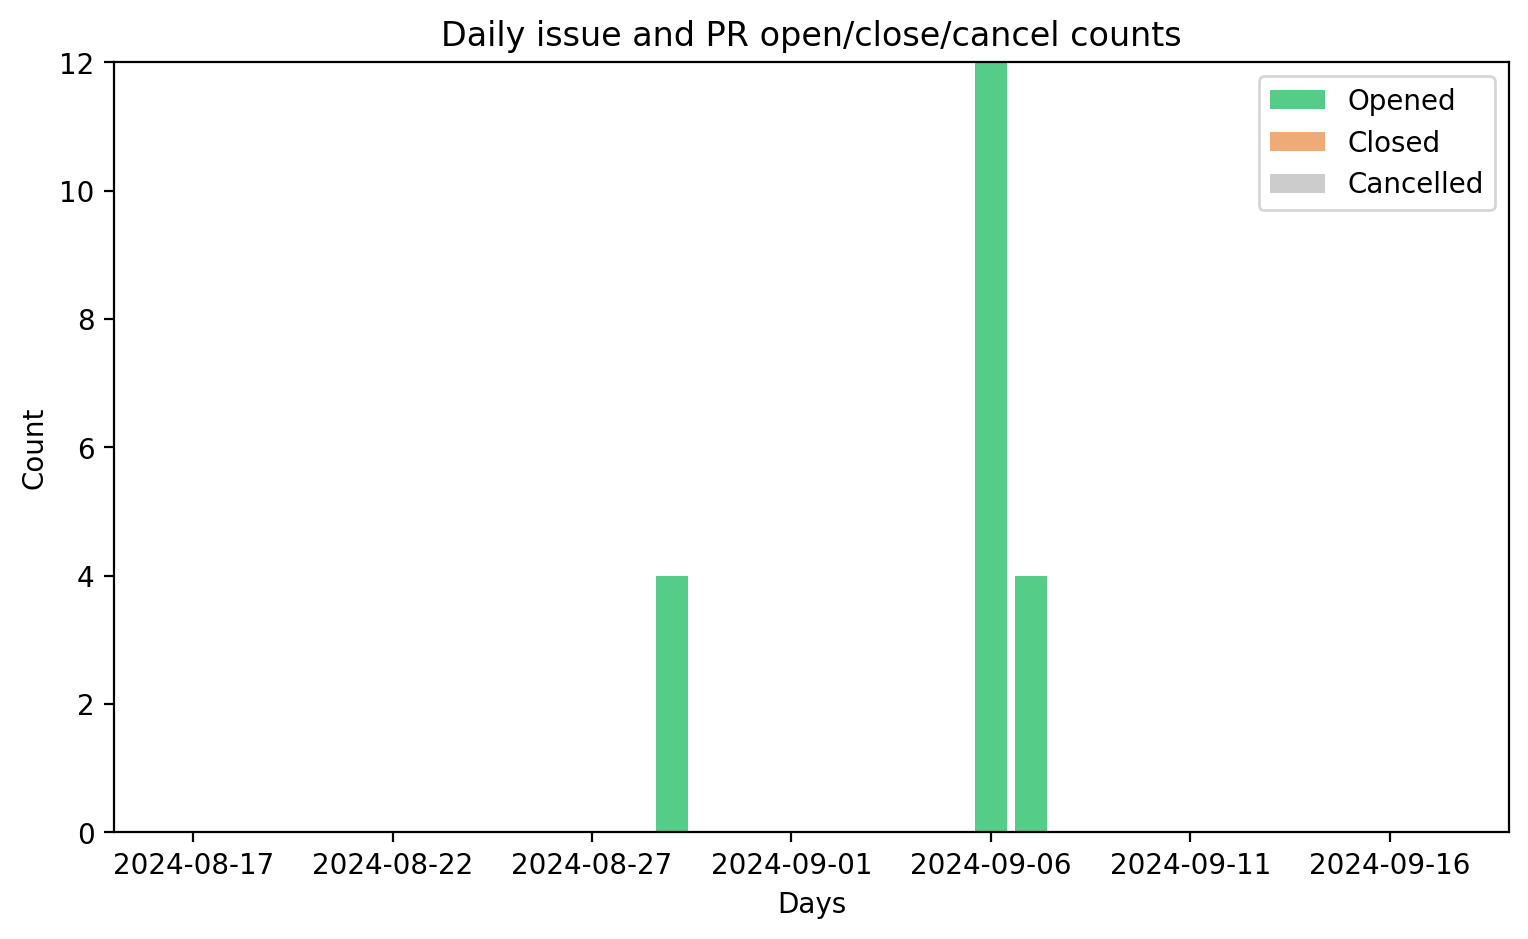 Daily issue and PR open/close/cancel counts
12
10
8
6
4
2
0
Count
Opened
Closed
Cancelled
2024-08-17 2024-08-22 2024-08-27 2024-09-01 2024-09-06 2024-09-11 2024-09-16
Days